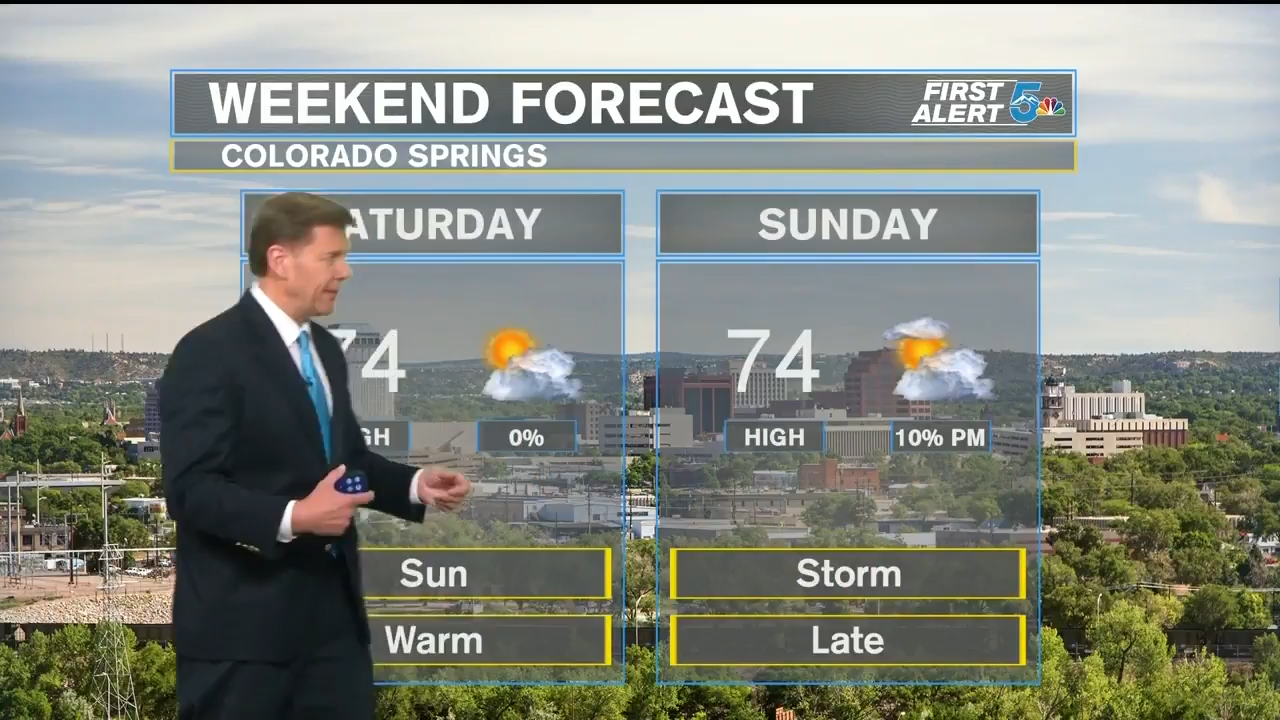 WEEKEND FORECAST
FIRST
ALERT 5
COLORADO SPRINGS
ATURDAY
SUNDAY
74
74
GH
0%
HIGH
10% PM
Sun
Storm
Warm
Late